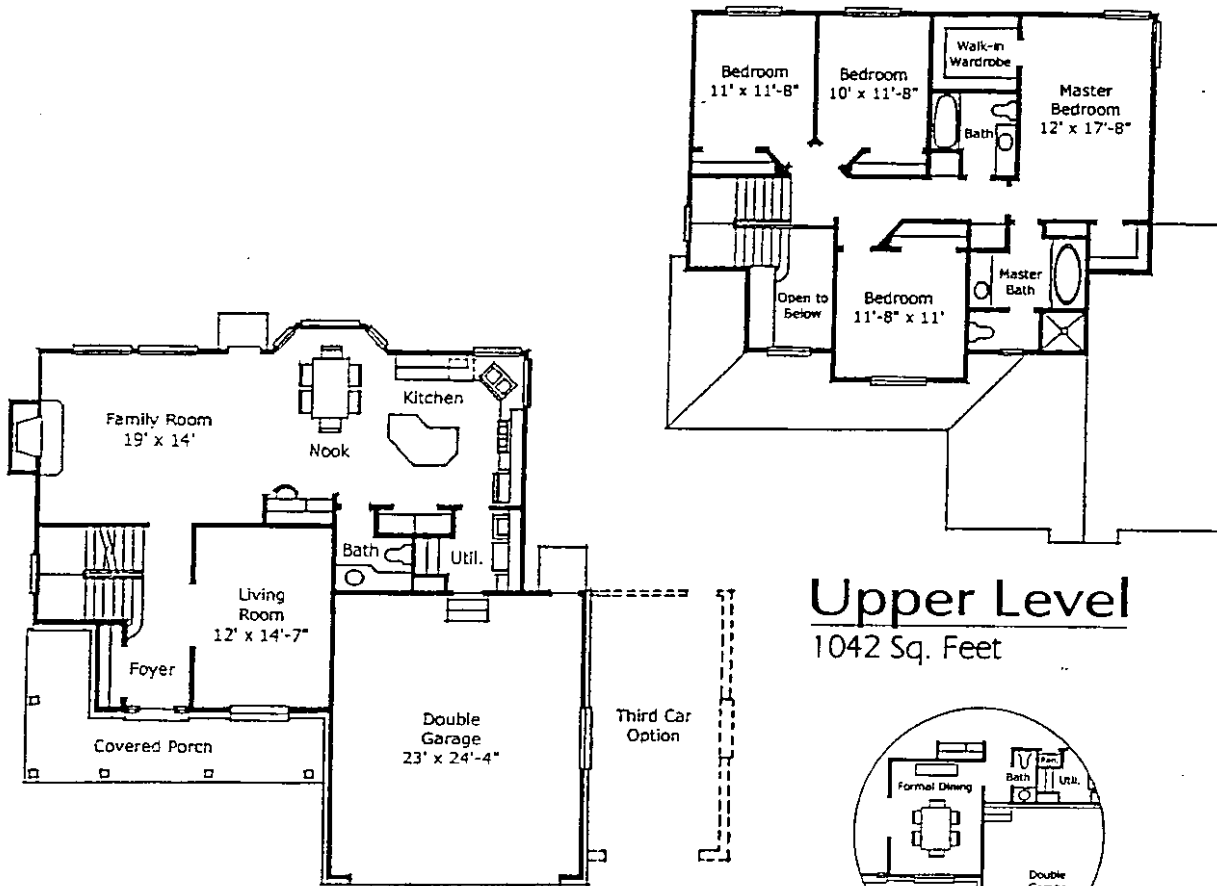 Bedroom
11' x 11'-8"
Bedroom
10' x 11'-8"
Walk-in
Wardrobe
Master
Bedroom
12' x 17'-8"
Bath
Open to
Below
Bedroom
11'-8" x 11'
Master
Bath
Upper Level
1042 Sq. Feet
Family Room
19' x 14'
Nook
Kitchen
Bath
Util.
Living
Room
12' x 14'-7"
Foyer
Covered Porch
Double
Garage
23' x 24'-4"
Third Car
Option
Formal Dining
Bath
Pan.
Util.
Double